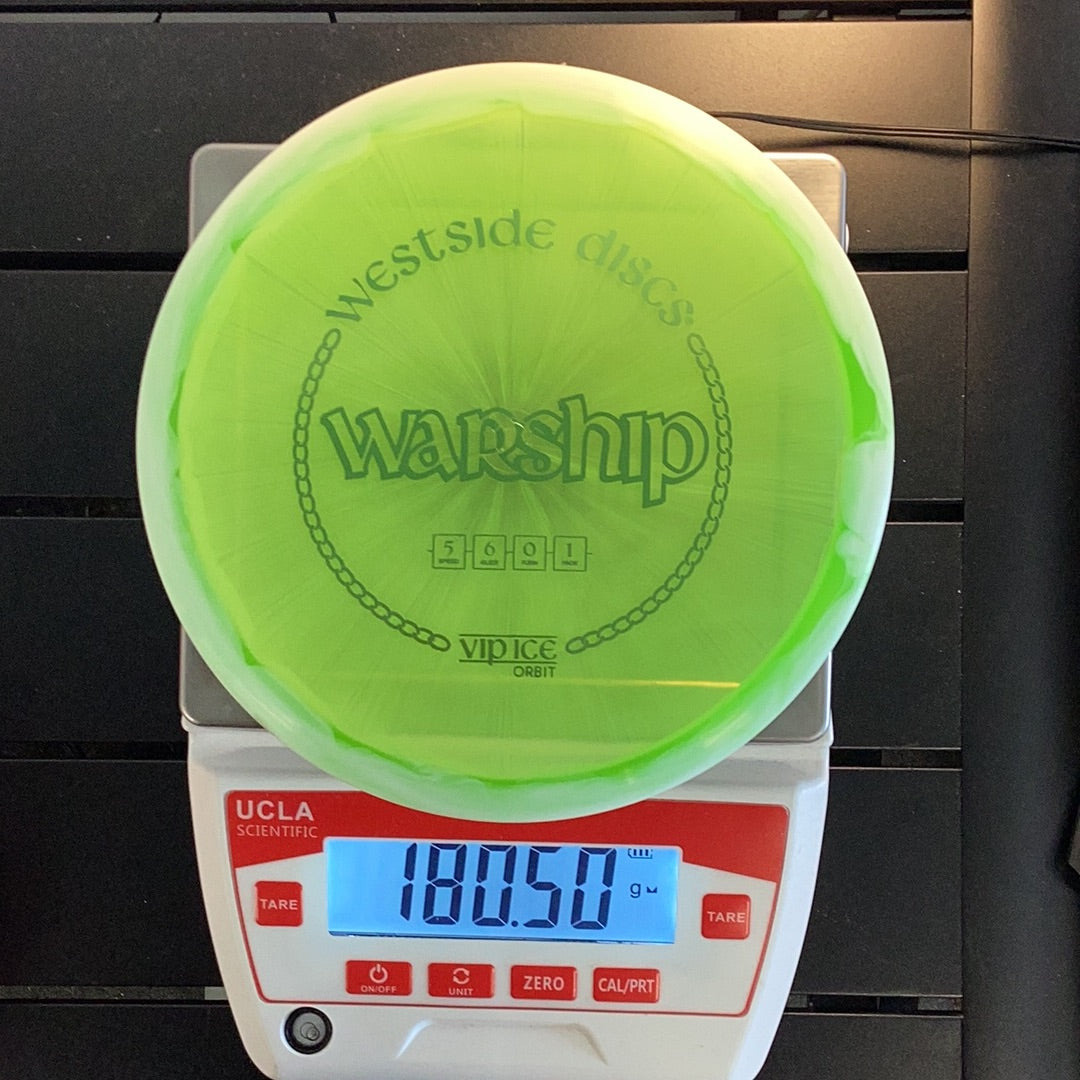 westside discs
warship
5 6 0 1
SPEED GLIDE TURN FADE
VIP ICE
ORBIT
UCLA
SCIENTIFIC
180.50 g
TARE
TARE
ON/OFF
UNIT
ZERO
CAL/PRT